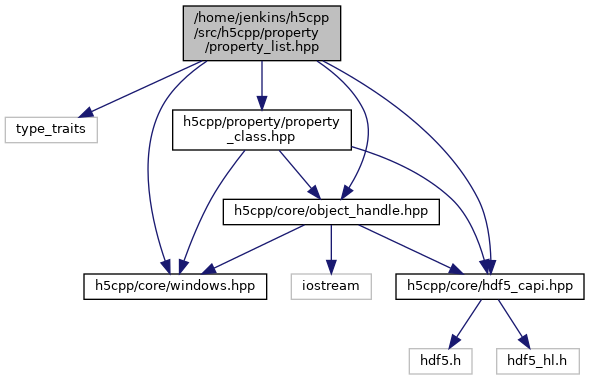 /home/jenkins/h5cpp
/src/h5cpp/property
/property_list.hpp
type_traits
h5cpp/property/property
_class.hpp
h5cpp/core/object_handle.hpp
h5cpp/core/windows.hpp
iostream
h5cpp/core/hdf5_capi.hpp
hdf5.h
hdf5_hl.h